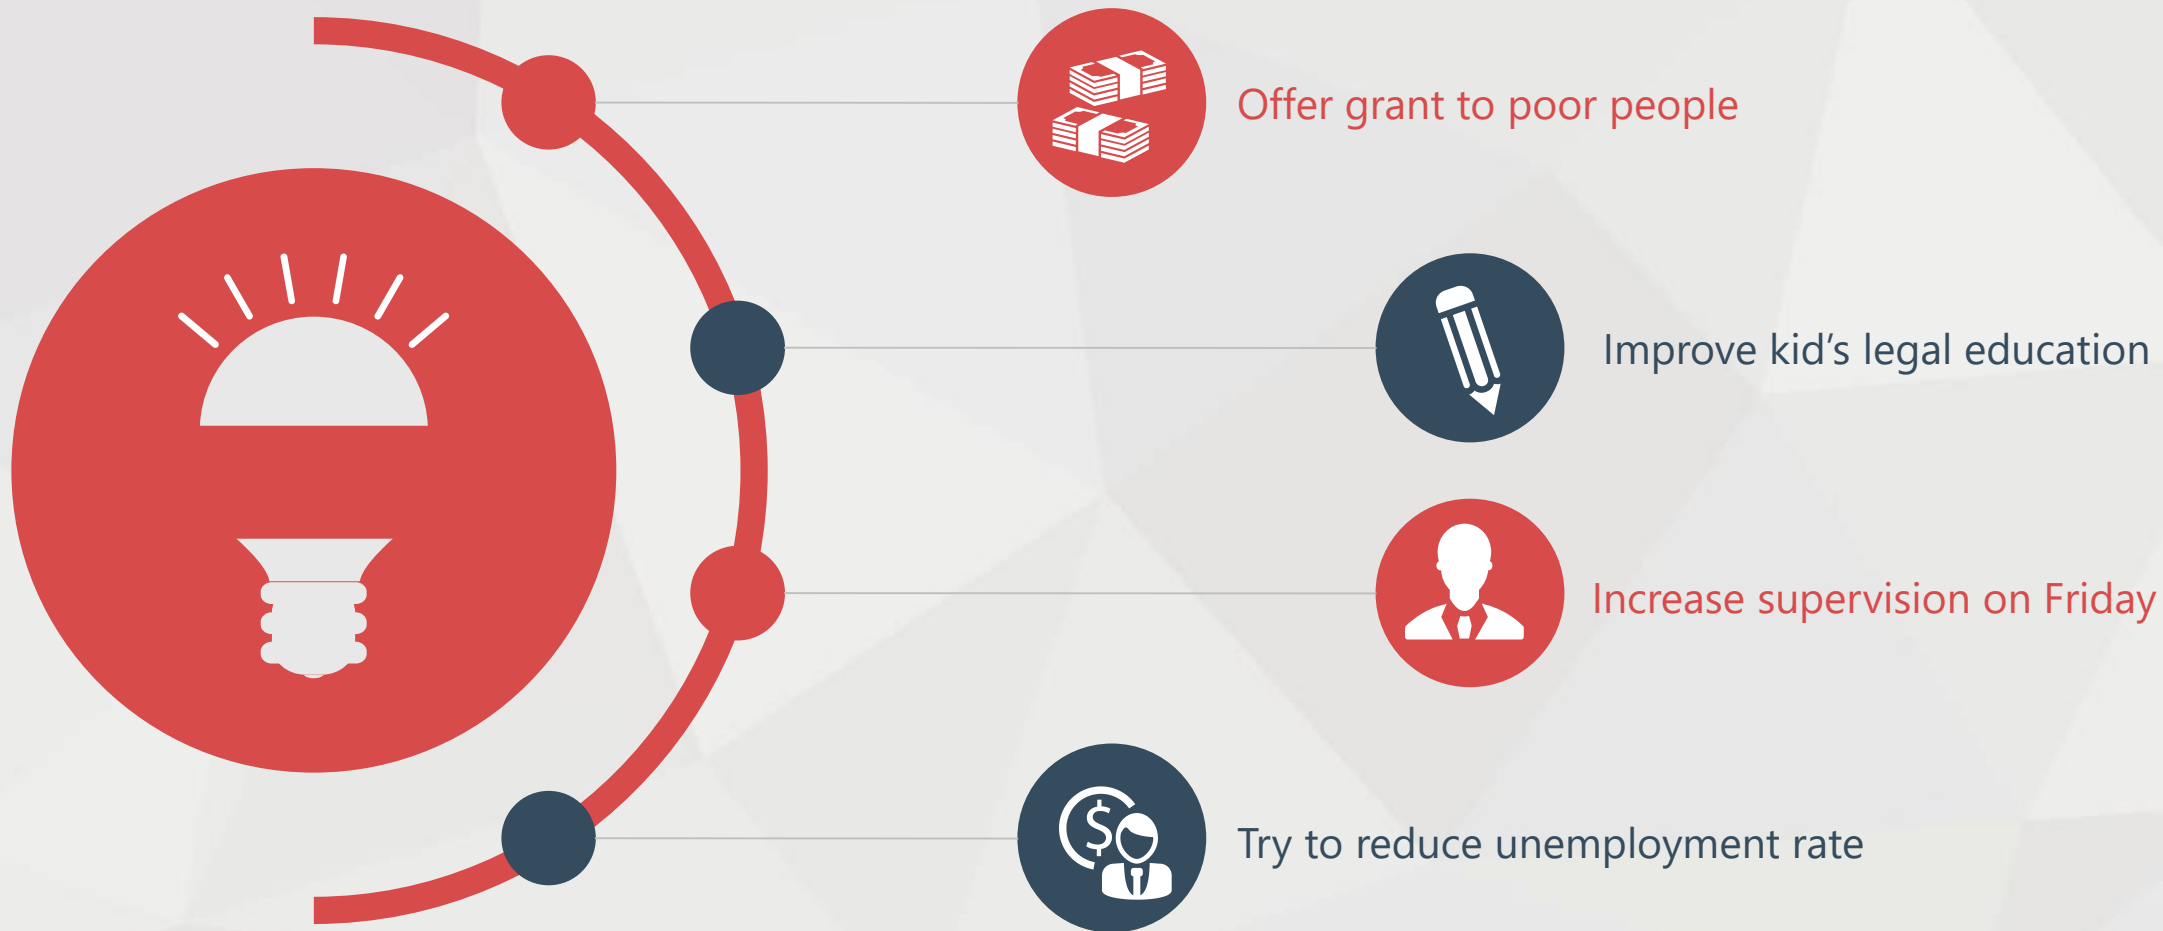 Offer grant to poor people
Improve kid’s legal education
Increase supervision on Friday
$
Try to reduce unemployment rate